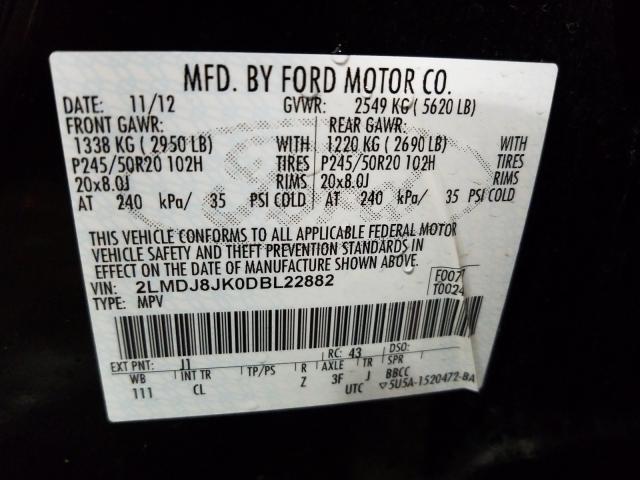 MFD. BY FORD MOTOR CO.
DATE: 11/12 GVWR: 2549 KG ( 5620 LB)
FRONT GAWR: REAR GAWR:
1338 KG ( 2950 LB) WITH 1220 KG ( 2690 LB) WITH
P245/50R20 102H TIRES P245/50R20 102H TIRES
20x8.0J RIMS 20x8.0J RIMS
AT 240 kPa/ 35 PSI COLD AT 240 kPa/ 35 PSI COLD
THIS VEHICLE CONFORMS TO ALL APPLICABLE FEDERAL MOTOR
VEHICLE SAFETY AND THEFT PREVENTION STANDARDS IN
EFFECT ON THE DATE OF MANUFACTURE SHOWN ABOVE.
VIN: 2LMDJ8JK0DBL22882 F0071
TYPE: MPV T0024
EXT PNT: J1 RC: 43 DSO:
WB INT TR TP/PS R AXLE TR SPR
111 CL Z 3F J BBCC
UTC ▽5U5A-1520472-BA